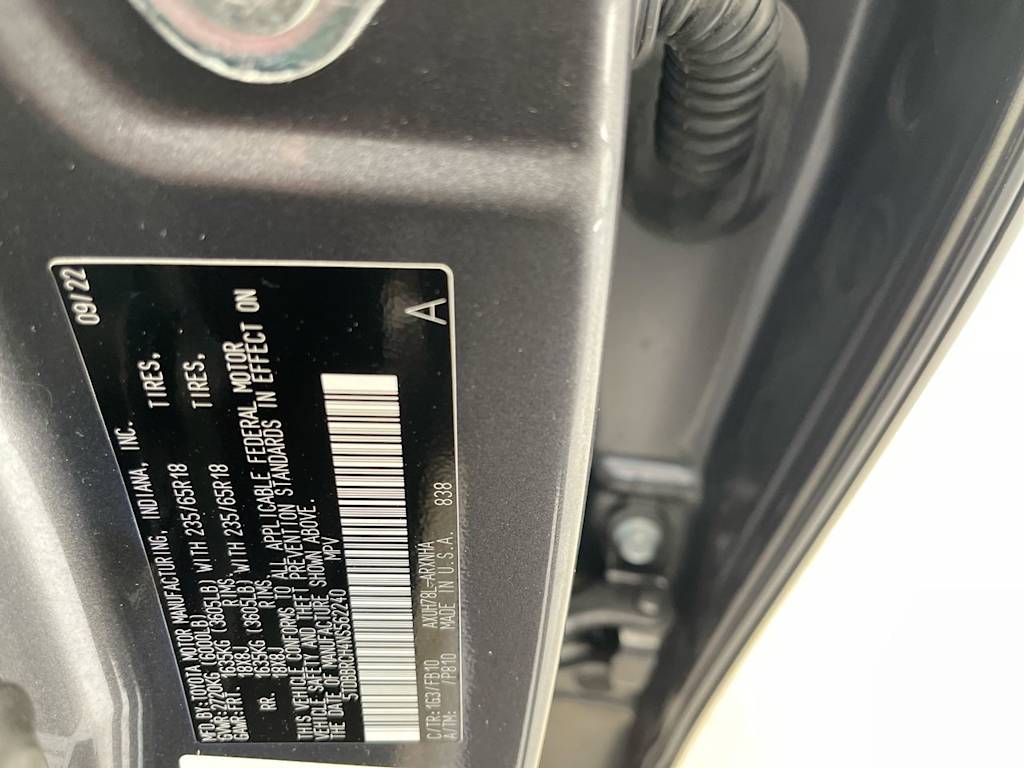 MFD.BY:TOYOTA MOTOR MANUFACTURING, INDIANA, INC. 09/22
GVWR:2720KG (6000LB)
GAWR:FRT. 1635KG (3605LB) WITH 235/65R18 TIRES,
18X8J RIMS,
RR. 1635KG (3605LB) WITH 235/65R18 TIRES,
18X8J RIMS,
THIS VEHICLE CONFORMS TO ALL APPLICABLE FEDERAL MOTOR
VEHICLE SAFETY AND THEFT PREVENTION STANDARDS IN EFFECT ON
THE DATE OF MANUFACTURE SHOWN ABOVE.
5TDBBRCH4NS562240 MPV
C/TR:1G3/FB10 AXUH78L-ARXNHA 838 A
A/TM: /P810 MADE IN U.S.A.